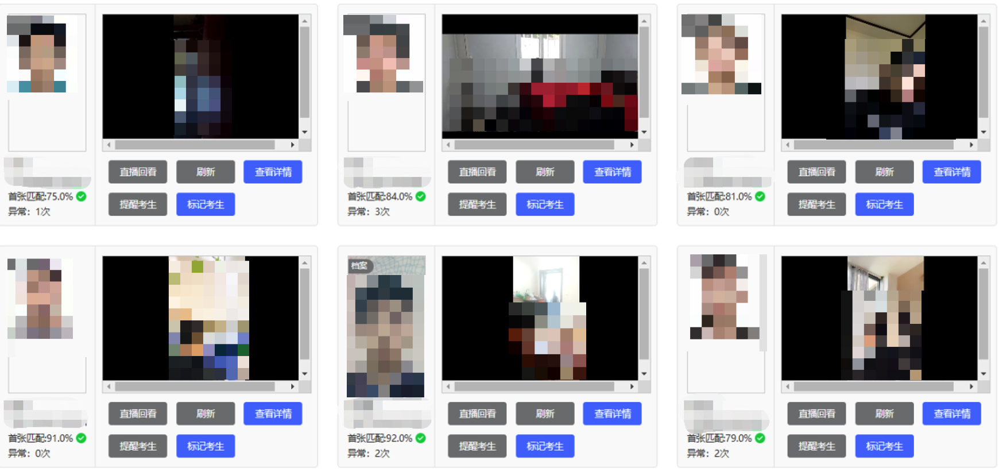 直播回看 刷新 查看详情
首张匹配:75.0%
提醒考生 标记考生
异常：1次
直播回看 刷新 查看详情
首张匹配:84.0%
提醒考生 标记考生
异常：3次
直播回看 刷新 查看详情
首张匹配:81.0%
提醒考生 标记考生
异常：0次
直播回看 刷新 查看详情
首张匹配:91.0%
提醒考生 标记考生
异常：0次
档案
直播回看 刷新 查看详情
首张匹配:92.0%
提醒考生 标记考生
异常：2次
直播回看 刷新 查看详情
首张匹配:79.0%
提醒考生 标记考生
异常：2次